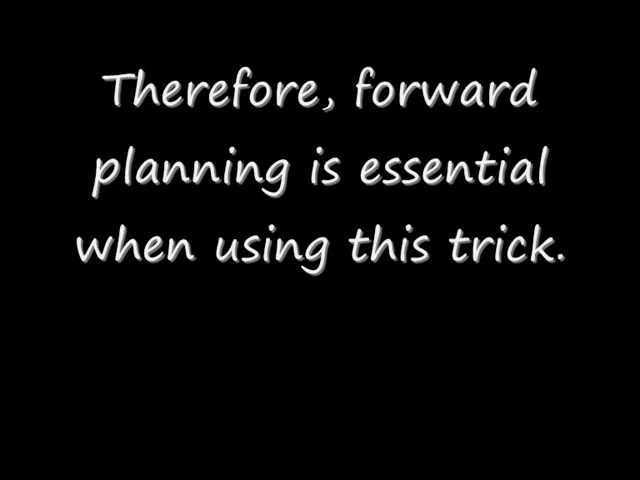 Therefore, forward
planning is essential
when using this trick.